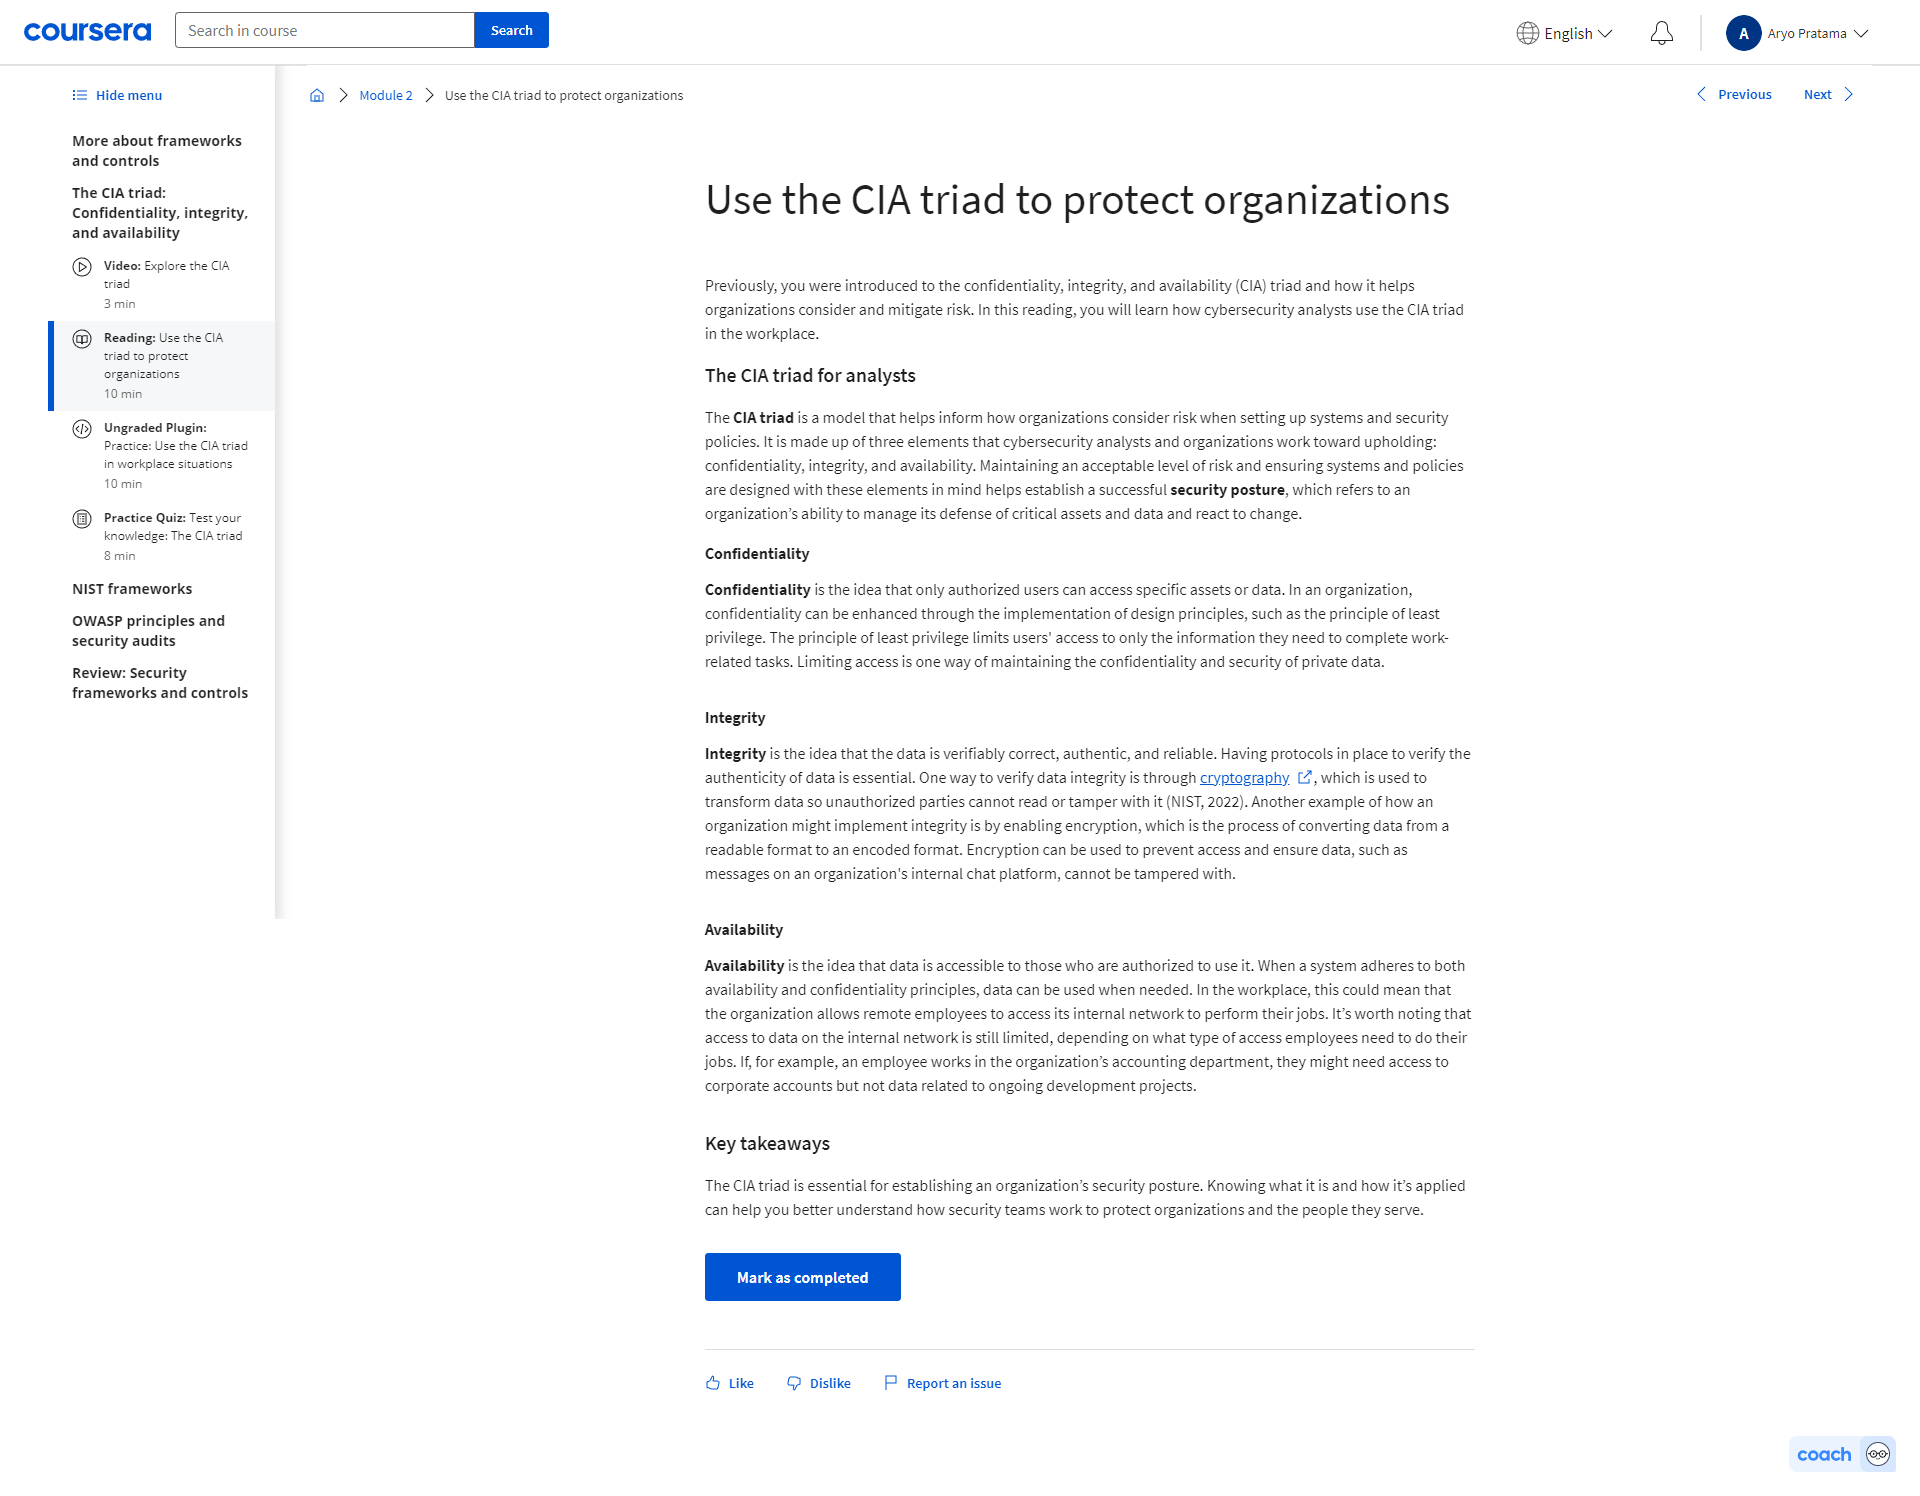 coursera
Search in course
Search
English
A
Aryo Pratama
Hide menu
More about frameworks
and controls
The CIA triad:
Confidentiality, integrity,
and availability
Video: Explore the CIA
triad
3 min
Reading: Use the CIA
triad to protect
organizations
10 min
Ungraded Plugin:
Practice: Use the CIA triad
in workplace situations
10 min
Practice Quiz: Test your
knowledge: The CIA triad
8 min
NIST frameworks
OWASP principles and
security audits
Review: Security
frameworks and controls
Module 2
Use the CIA triad to protect organizations
Previous
Next
Use the CIA triad to protect organizations
Previously, you were introduced to the confidentiality, integrity, and availability (CIA) triad and how it helps
organizations consider and mitigate risk. In this reading, you will learn how cybersecurity analysts use the CIA triad
in the workplace.
The CIA triad for analysts
The CIA triad is a model that helps inform how organizations consider risk when setting up systems and security
policies. It is made up of three elements that cybersecurity analysts and organizations work toward upholding:
confidentiality, integrity, and availability. Maintaining an acceptable level of risk and ensuring systems and policies
are designed with these elements in mind helps establish a successful security posture, which refers to an
organization’s ability to manage its defense of critical assets and data and react to change.
Confidentiality
Confidentiality is the idea that only authorized users can access specific assets or data. In an organization,
confidentiality can be enhanced through the implementation of design principles, such as the principle of least
privilege. The principle of least privilege limits users' access to only the information they need to complete work-
related tasks. Limiting access is one way of maintaining the confidentiality and security of private data.
Integrity
Integrity is the idea that the data is verifiably correct, authentic, and reliable. Having protocols in place to verify the
authenticity of data is essential. One way to verify data integrity is through cryptography, which is used to
transform data so unauthorized parties cannot read or tamper with it (NIST, 2022). Another example of how an
organization might implement integrity is by enabling encryption, which is the process of converting data from a
readable format to an encoded format. Encryption can be used to prevent access and ensure data, such as
messages on an organization's internal chat platform, cannot be tampered with.
Availability
Availability is the idea that data is accessible to those who are authorized to use it. When a system adheres to both
availability and confidentiality principles, data can be used when needed. In the workplace, this could mean that
the organization allows remote employees to access its internal network to perform their jobs. It’s worth noting that
access to data on the internal network is still limited, depending on what type of access employees need to do their
jobs. If, for example, an employee works in the organization’s accounting department, they might need access to
corporate accounts but not data related to ongoing development projects.
Key takeaways
The CIA triad is essential for establishing an organization’s security posture. Knowing what it is and how it’s applied
can help you better understand how security teams work to protect organizations and the people they serve.
Mark as completed
Like
Dislike
Report an issue
coach